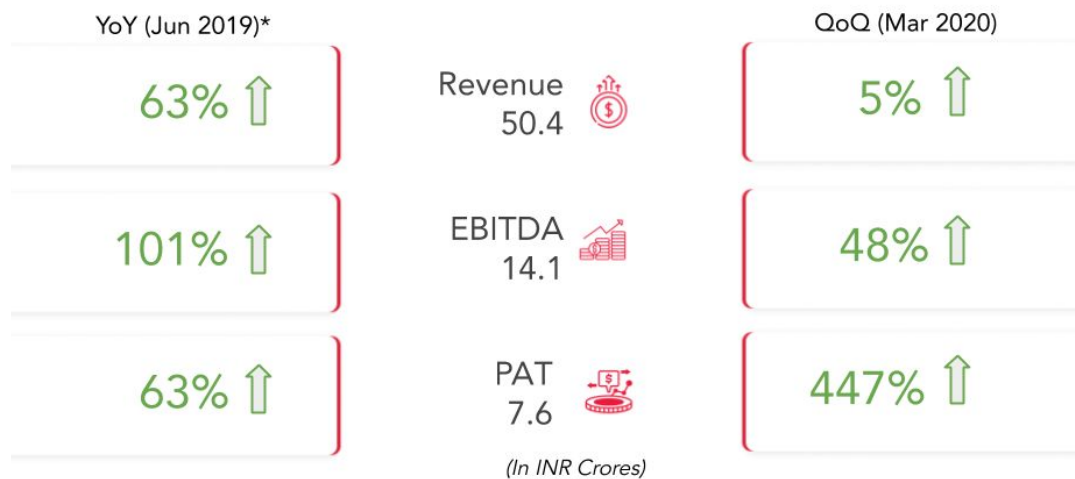 YoY (Jun 2019)*
QoQ (Mar 2020)
63%
Revenue
50.4
5%
101%
EBITDA
14.1
48%
63%
PAT
7.6
447%
(In INR Crores)